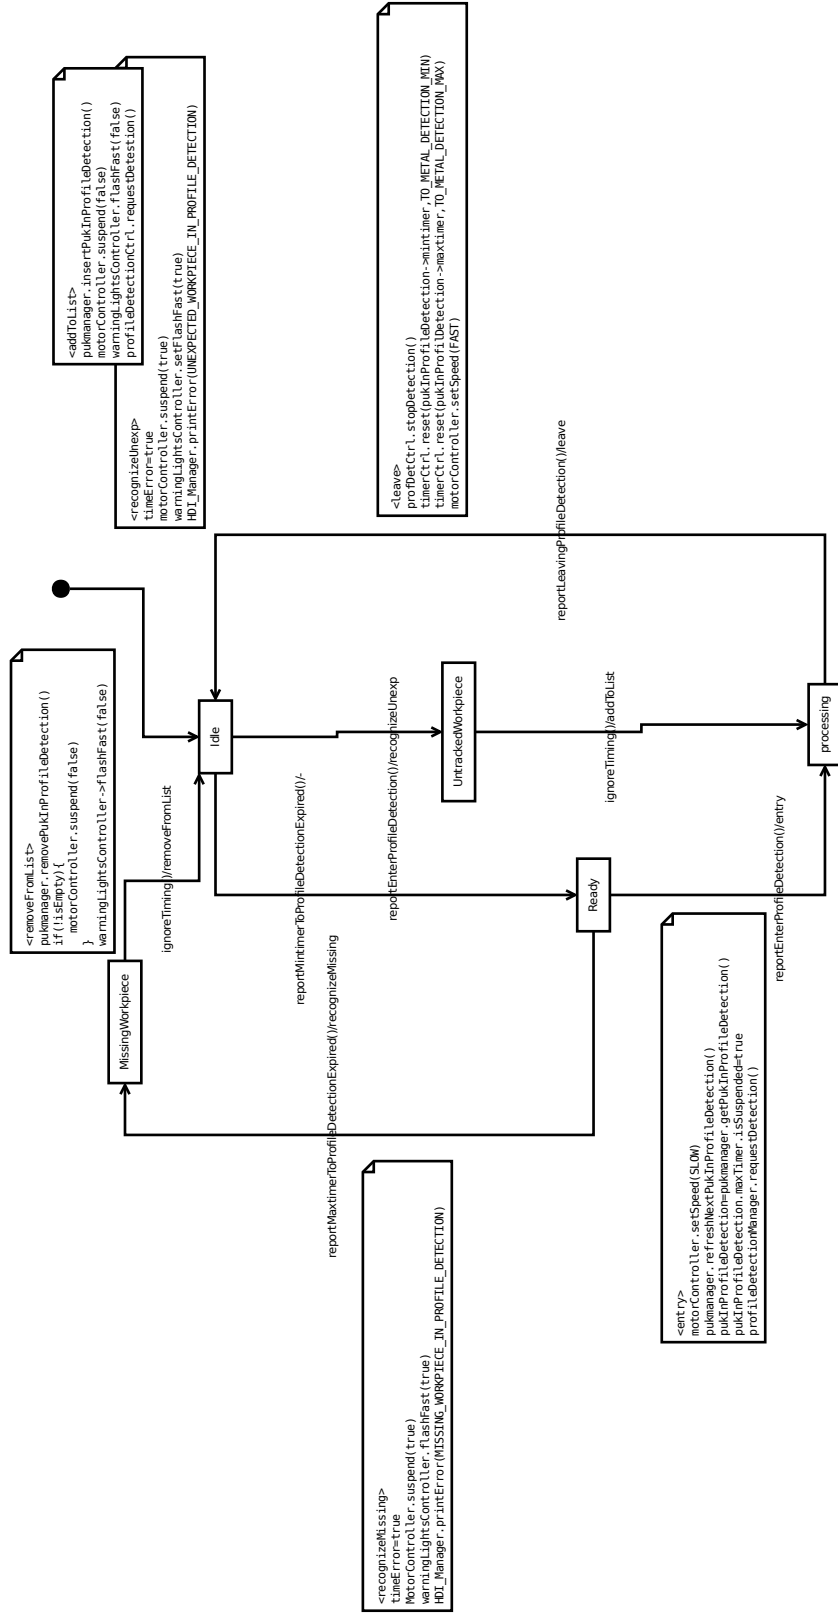 <addToList>
pukmanager.insertPukInProfileDetection()
motorController.suspend(false)
warningLightsController.flashFast(false)
profileDetectionCtrl.requestDetestion()
<recognizeUnexp>
timeError=true
motorController.suspend(true)
warningLightsController.setFlashFast(true)
HDI_Manager.printError(UNEXPECTED_WORKPIECE_IN_PROFILE_DETECTION)
<leave>
profDetCtrl.stopDetection()
timerCtrl.reset(pukInProfileDetection->mintimer,TO_METAL_DETECTION_MIN)
timerCtrl.reset(pukInProfilDetection->maxtimer,TO_METAL_DETECTION_MAX)
motorController.setSpeed(FAST)
<removeFromList>
pukmanager.removePukInProfileDetection()
if(!isEmpty){
motorController.suspend(false)
}
warningLightsController->flashFast(false)
MissingWorkpiece
ignoreTiming()/removeFromList
Idle
reportMintimerToProfileDetectionExpired()/-
reportEnterProfileDetection()/recognizeUnexp
UntrackedWorkpiece
reportLeavingProfileDetection()/leave
ignoreTiming()/addToList
processing
Ready
reportEnterProfileDetection()/entry
reportMaxtimerToProfileDetectionExpired()/recognizeMissing
<recognizeMissing>
timeError=true
MotorController.suspend(true)
warningLightsController.flashFast(true)
HDI_Manager.printError(MISSING_WORKPIECE_IN_PROFILE_DETECTION)
<entry>
motorController.setSpeed(SLOW)
pukmanager.refreshNextPukInProfileDetection()
pukInProfileDetection=pukmanager.getPukInProfileDetection()
pukInProfileDetection.maxTimer.isSuspended=true
profileDetectionManager.requestDetection()